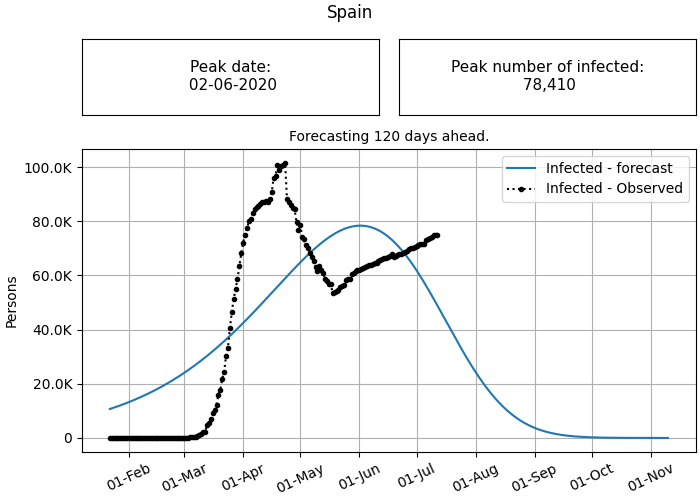 Spain
Peak date:
02-06-2020
Peak number of infected:
78,410
Forecasting 120 days ahead.
Infected - forecast
Infected - Observed
Persons
100.0K
80.0K
60.0K
40.0K
20.0K
0
01-Feb
01-Mar
01-Apr
01-May
01-Jun
01-Jul
01-Aug
01-Sep
01-Oct
01-Nov